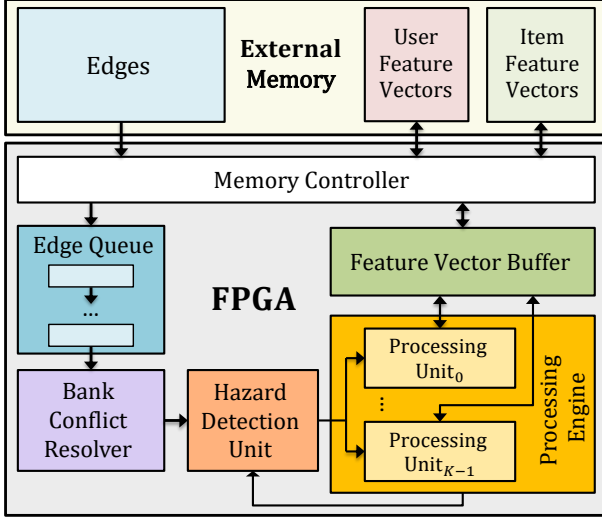 Edges
External
Memory
User
Feature
Vectors
Item
Feature
Vectors
Memory Controller
Edge Queue
...
FPGA
Feature Vector Buffer
Bank
Conflict
Resolver
Hazard
Detection
Unit
Processing
Unit₀
...
Processing
Unit_{K−1}
Processing
Engine